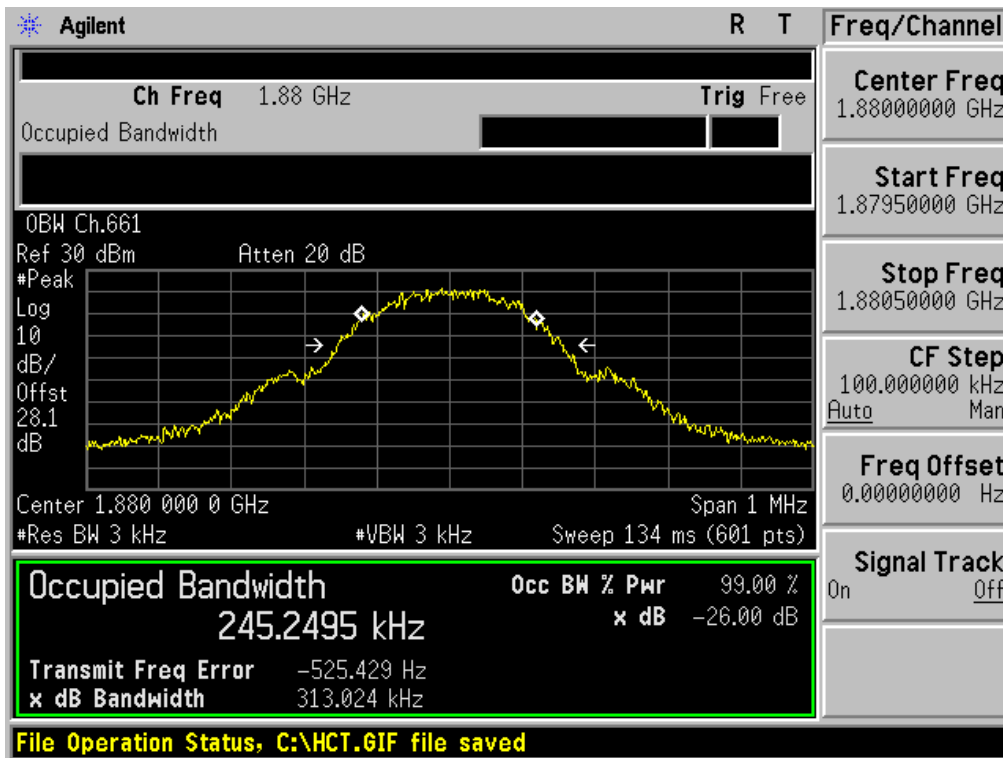 Agilent R T
Ch Freq 1.88 GHz Trig Free
Occupied Bandwidth
OBW Ch.661
Ref 30 dBm Atten 20 dB
#Peak
Log
10
dB/
Offst
28.1
dB
Center 1.880 000 0 GHz Span 1 MHz
#Res BW 3 kHz #VBW 3 kHz Sweep 134 ms (601 pts)
Occupied Bandwidth Occ BW % Pwr 99.00 %
245.2495 kHz x dB -26.00 dB
Transmit Freq Error -525.429 Hz
x dB Bandwidth 313.024 kHz
File Operation Status, C:\HCT.GIF file saved
Freq/Channel
Center Freq
1.88000000 GHz
Start Freq
1.87950000 GHz
Stop Freq
1.88050000 GHz
CF Step
100.000000 kHz
Auto Man
Freq Offset
0.00000000 Hz
Signal Track
On Off